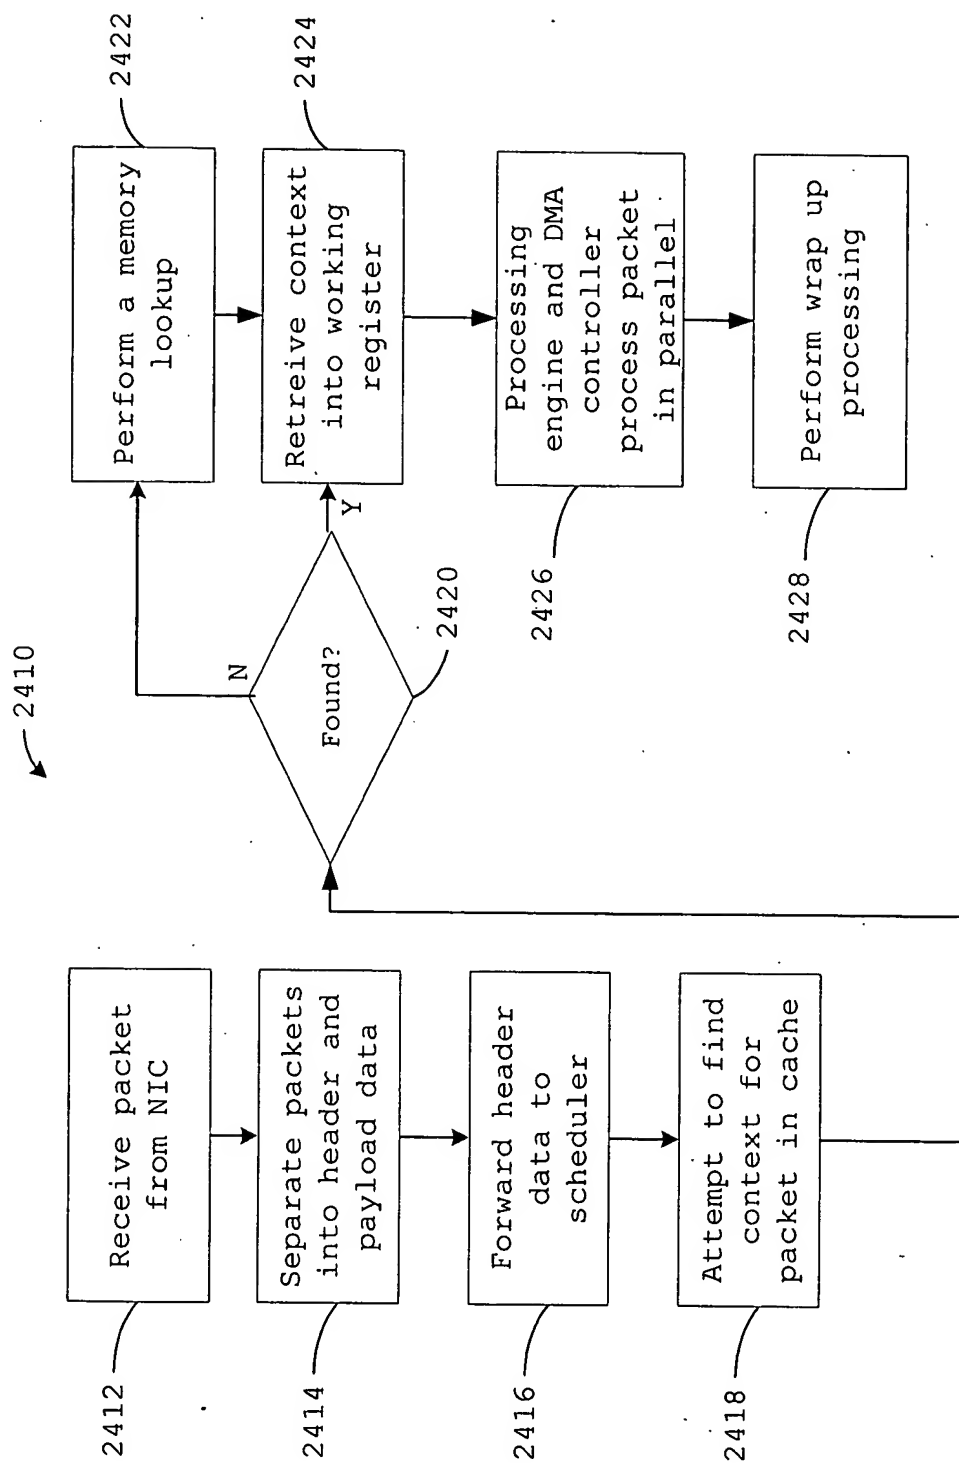 2410
2412
Receive packet
from NIC
2414
Separate packets
into header and
payload data
2416
Forward header
data to
scheduler
2418
Attempt to find
context for
packet in cache
Found?
2420
N
Y
Perform a memory
lookup
2422
Retreive context
into working
register
2424
Processing
engine and DMA
controller
process packet
in parallel
2426
Perform wrap up
processing
2428